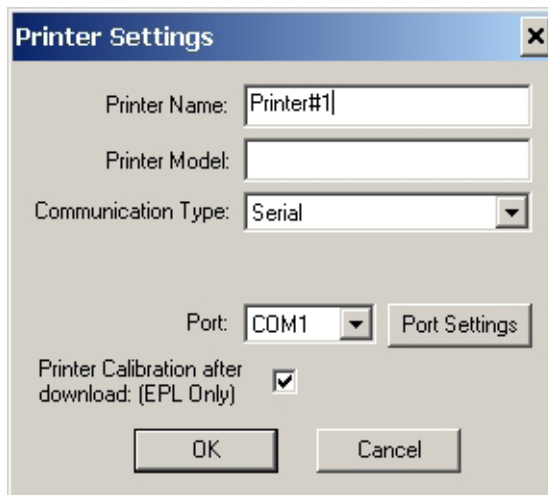 Printer Settings
Printer Name: Printer#1
Printer Model:
Communication Type: Serial
Port: COM1 Port Settings
Printer Calibration after
download: (EPL Only)
OK Cancel